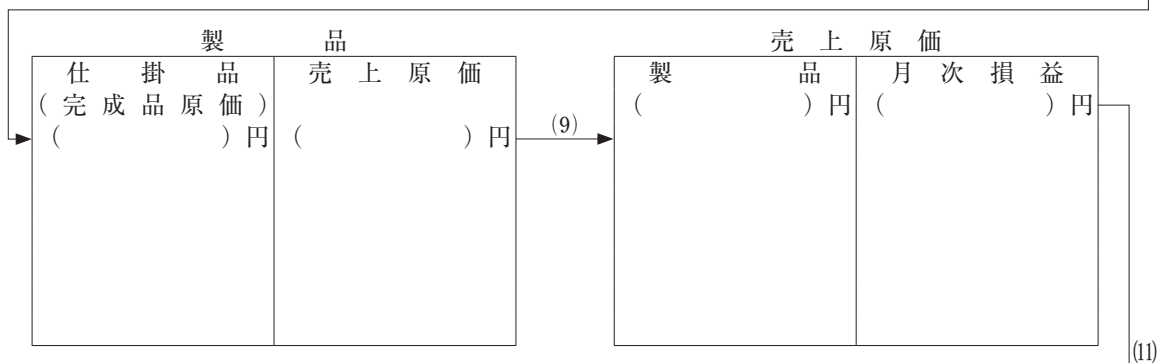 製品
仕掛品
(完成品原価)
( )円
売上原価
( )円
(9)
売上原価
製品
( )円
月次損益
( )円
(11)